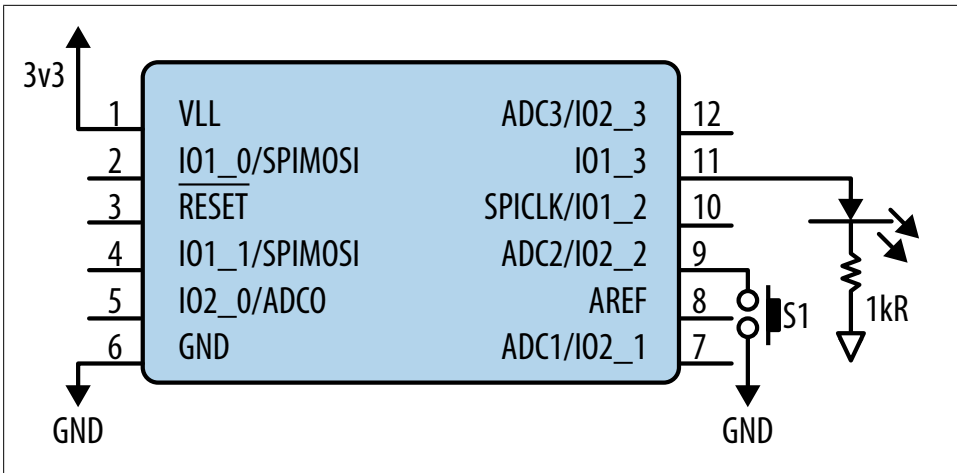 3v3
1 VLL ADC3/IO2_3 12
2 IO1_0/SPIMOSI IO1_3 11
3 RESET SPICLK/IO1_2 10
4 IO1_1/SPIMOSI ADC2/IO2_2 9
5 IO2_0/ADC0 AREF 8 S1 1kR
6 GND ADC1/IO2_1 7
GND GND